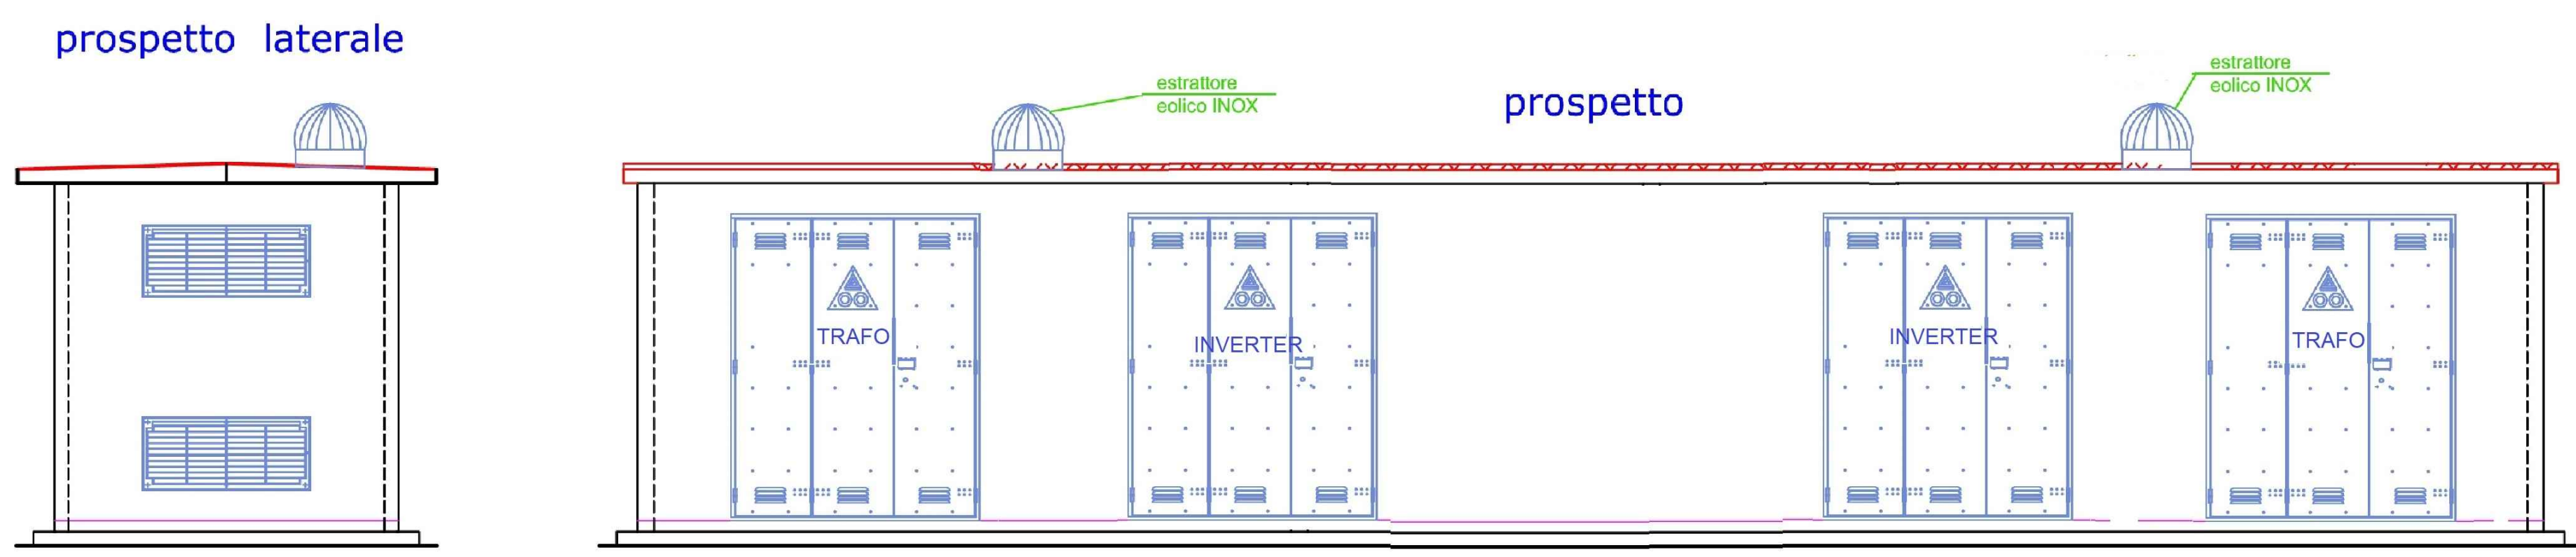 prospetto laterale
estrattore
eolico INOX
prospetto
estrattore
eolico INOX
TRAFO
INVERTER
INVERTER
TRAFO